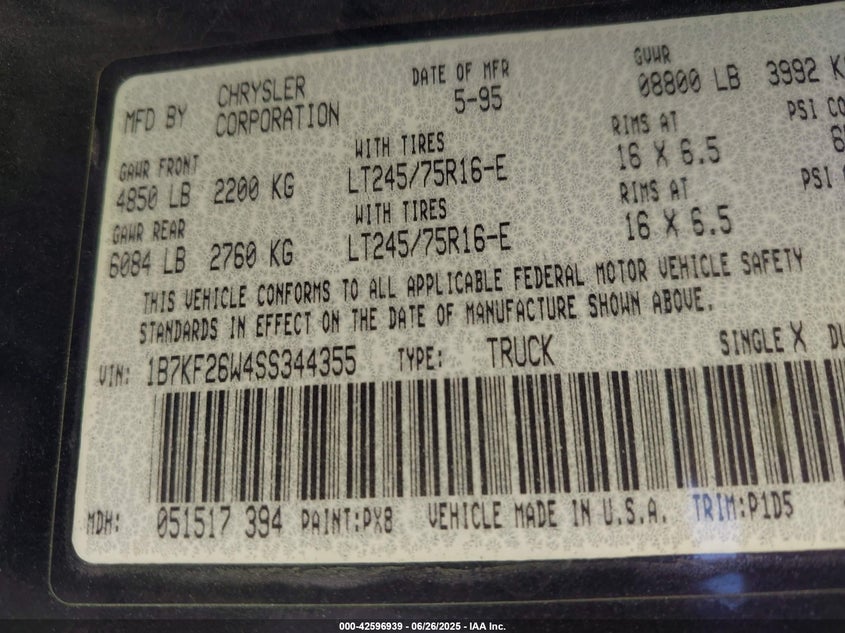 MFD BY CHRYSLER CORPORATION DATE OF MFR 5-95 GVWR 08800 LB 3992 K
GAWR FRONT WITH TIRES RIMS AT PSI CO
4850 LB 2200 KG LT245/75R16-E 16 X 6.5
GAWR REAR WITH TIRES RIMS AT PSI
6084 LB 2760 KG LT245/75R16-E 16 X 6.5
THIS VEHICLE CONFORMS TO ALL APPLICABLE FEDERAL MOTOR VEHICLE SAFETY
STANDARDS IN EFFECT ON THE DATE OF MANUFACTURE SHOWN ABOVE.
VIN: 1B7KF26W4SS344355 TYPE: TRUCK SINGLE X DU
MDH: 051517 394 PAINT:PX8 VEHICLE MADE IN U.S.A. TRIM:P1D5
000-42596939 - 06/26/2025 - IAA Inc.